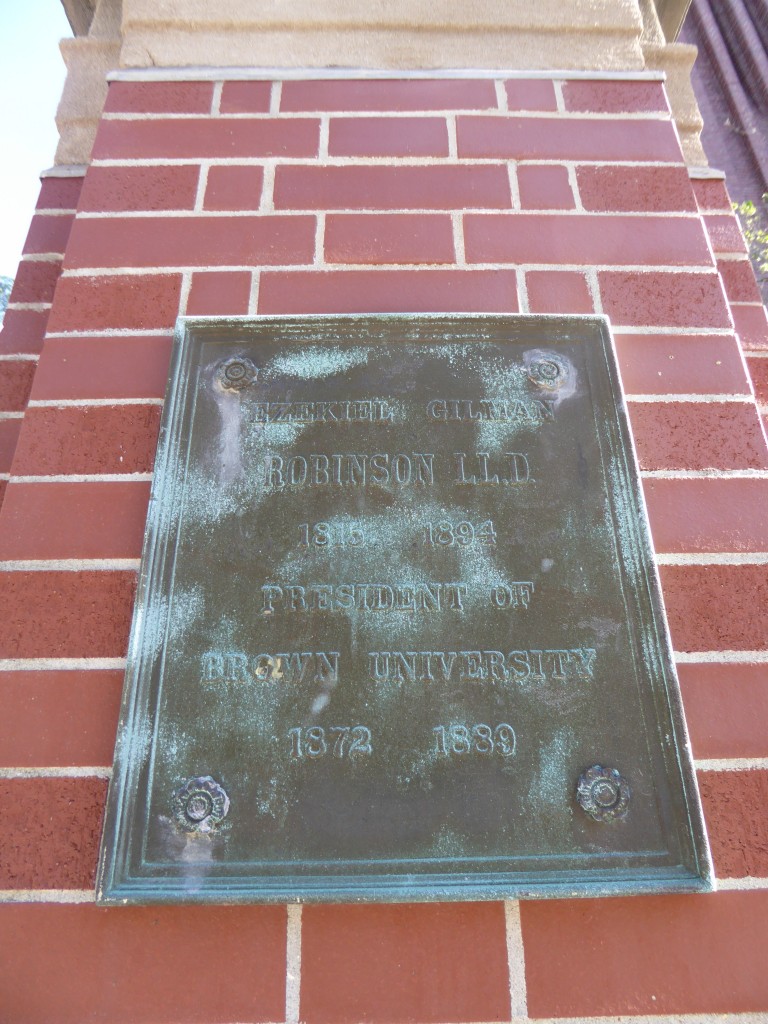 EZEKIEL GILMAN
ROBINSON LL.D.
1815. 1894
PRESIDENT OF
BROWN UNIVERSITY
1872 1889